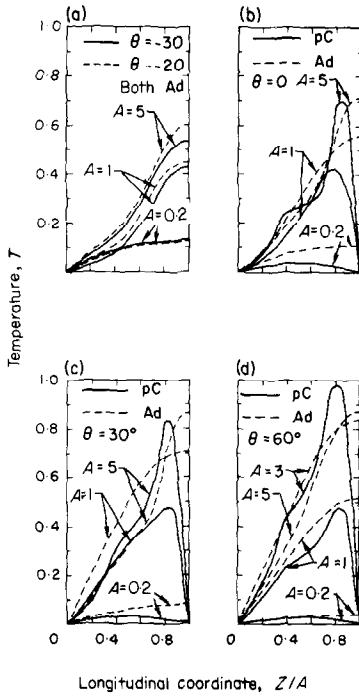 (a)
θ = -30
θ -- -20
Both Ad
A=5
A=1
A=0.2
(b)
pC
Ad
θ = 0
A=5
A=1
A=0.2
1·0
0·8
0·6
0·4
0·2
Temperature, T
(c)
pC
Ad
θ = 30°
A=5
A=1
A=0.2
(d)
pC
Ad
θ = 60°
A=3
A=5
A=1
A=0.2
1·0
0·8
0·6
0·4
0·2
0 0·4 0·8 0 0·4 0·8
Longitudinal coordinate, Z/A